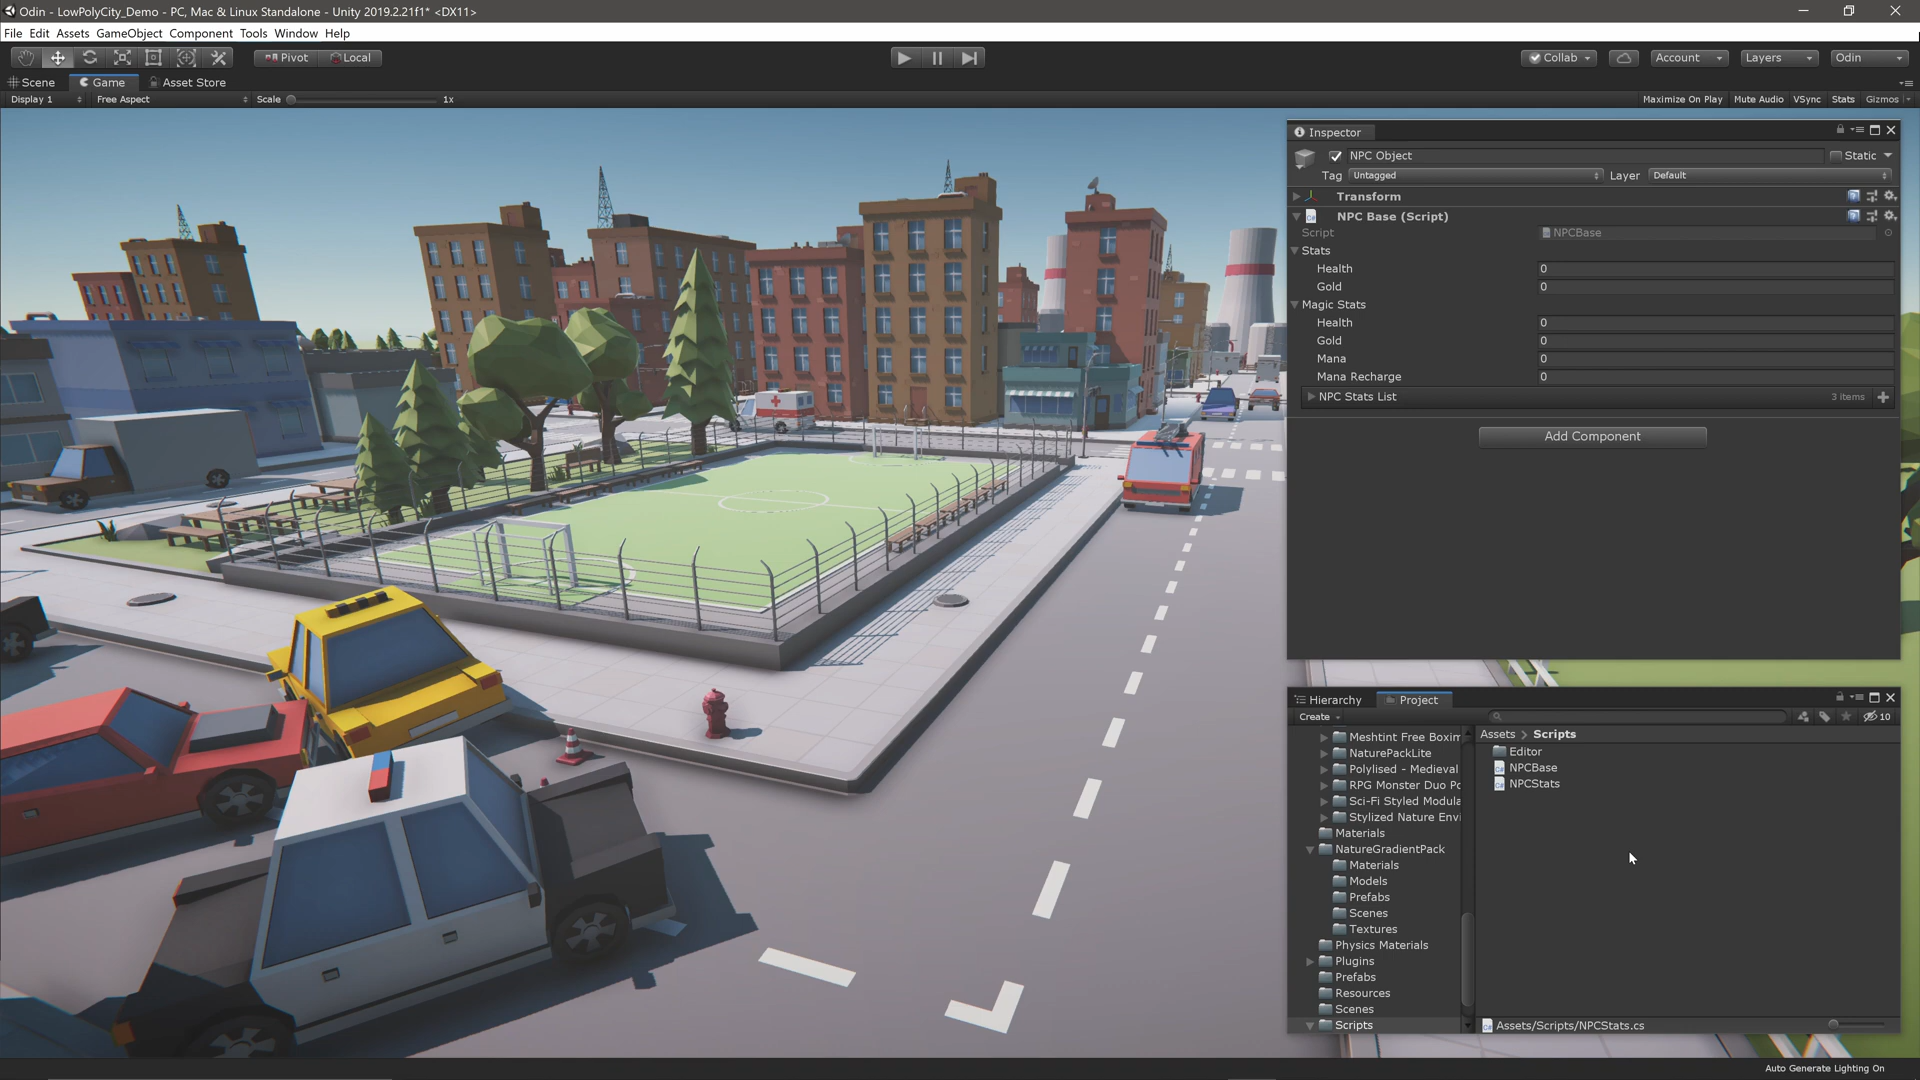 Odin - LowPolyCity_Demo - PC, Mac & Linux Standalone - Unity 2019.2.21f1* <DX11>
File Edit Assets GameObject Component Tools Window Help
Pivot Local Collab Account Layers Odin
Scene Game Asset Store
Display 1 Free Aspect Scale 1x Maximize On Play Mute Audio VSync Stats Gizmos
Inspector
NPC Object Static
Tag Untagged Layer Default
Transform
NPC Base (Script)
Script NPCBase
Stats
Health 0
Gold 0
Magic Stats
Health 0
Gold 0
Mana 0
Mana Recharge 0
NPC Stats List 3 items
Add Component
Hierarchy Project
Create 10
Meshtint Free Boxim
NaturePackLite
Polylised - Medieval
RPG Monster Duo Po
Sci-Fi Styled Modula
Stylized Nature Envi
Materials
NatureGradientPack
Materials
Models
Prefabs
Scenes
Textures
Physics Materials
Plugins
Prefabs
Resources
Scenes
Scripts
Assets > Scripts
Editor
NPCBase
NPCStats
Assets/Scripts/NPCStats.cs
Auto Generate Lighting On